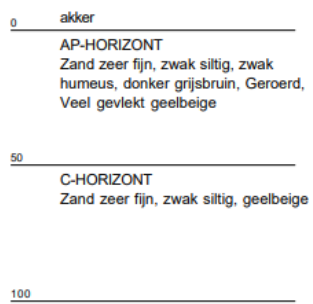 0 akker
AP-HORIZONT
Zand zeer fijn, zwak siltig, zwak
humeus, donker grijsbruin, Geroerd,
Veel gevlekt geelbeige
50
C-HORIZONT
Zand zeer fijn, zwak siltig, geelbeige
100